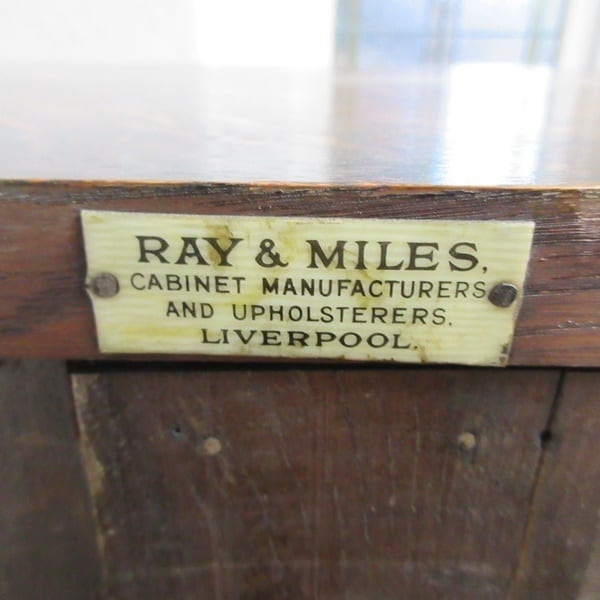 RAY & MILES,
CABINET MANUFACTURERS
AND UPHOLSTERERS,
LIVERPOOL.